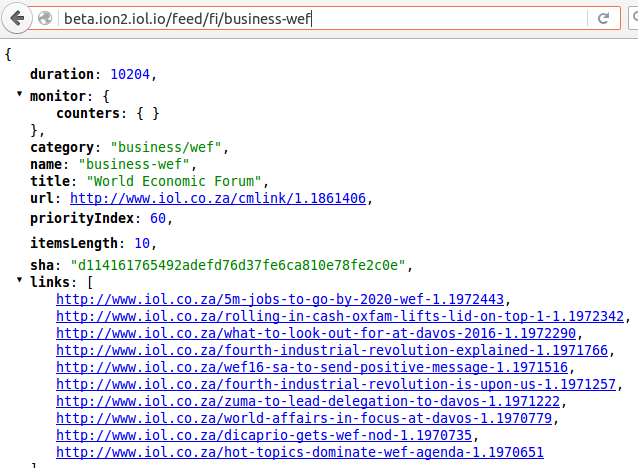 beta.ion2.iol.io/feed/fi/business-wef
{
duration: 10204,
monitor: {
counters: { }
},
category: "business/wef",
name: "business-wef",
title: "World Economic Forum",
url: http://www.iol.co.za/cmlink/1.1861406,
priorityIndex: 60,
itemsLength: 10,
sha: "d114161765492adefd76d37fe6ca810e78fe2c0e",
links: [
http://www.iol.co.za/5m-jobs-to-go-by-2020-wef-1.1972443,
http://www.iol.co.za/rolling-in-cash-oxfam-lifts-lid-on-top-1-1.1972342,
http://www.iol.co.za/what-to-look-out-for-at-davos-2016-1.1972290,
http://www.iol.co.za/fourth-industrial-revolution-explained-1.1971766,
http://www.iol.co.za/wef16-sa-to-send-positive-message-1.1971516,
http://www.iol.co.za/fourth-industrial-revolution-is-upon-us-1.1971257,
http://www.iol.co.za/zuma-to-lead-delegation-to-davos-1.1971222,
http://www.iol.co.za/world-affairs-in-focus-at-davos-1.1970779,
http://www.iol.co.za/dicaprio-gets-wef-nod-1.1970735,
http://www.iol.co.za/hot-topics-dominate-wef-agenda-1.1970651